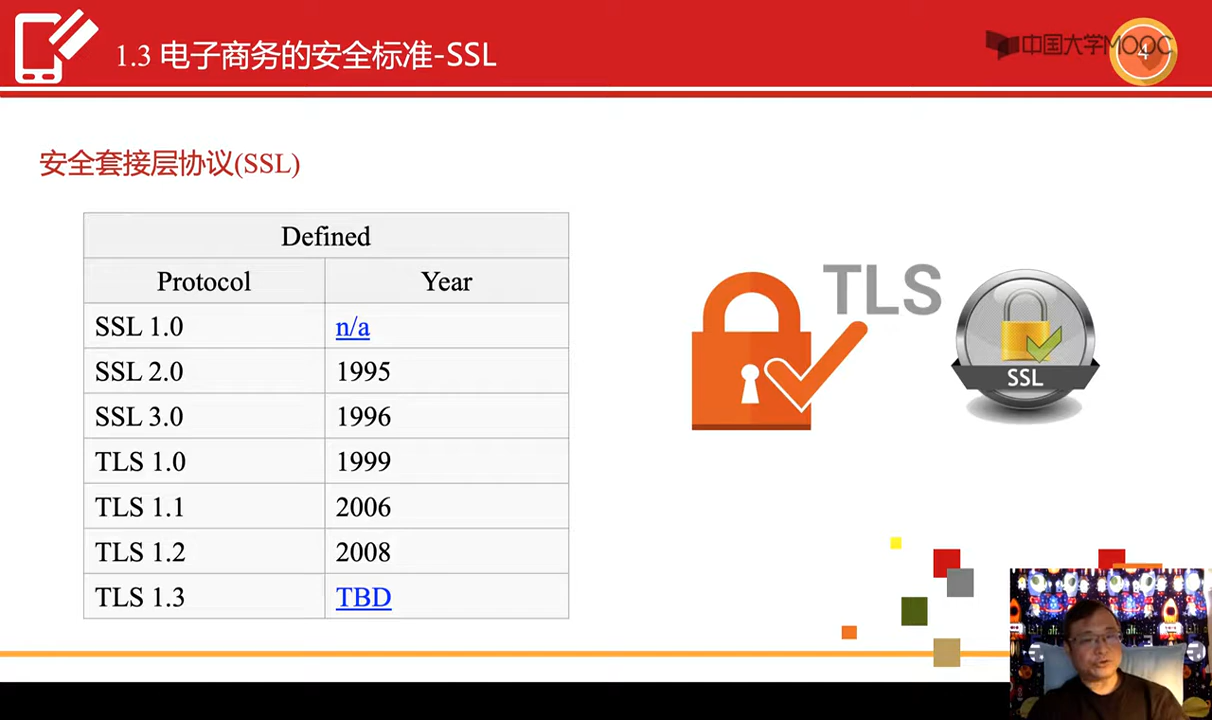 1.3 电子商务的安全标准-SSL
中国大学MOOC
4
安全套接层协议(SSL)
Defined
Protocol Year
SSL 1.0 n/a
SSL 2.0 1995
SSL 3.0 1996
TLS 1.0 1999
TLS 1.1 2006
TLS 1.2 2008
TLS 1.3 TBD
TLS
SSL